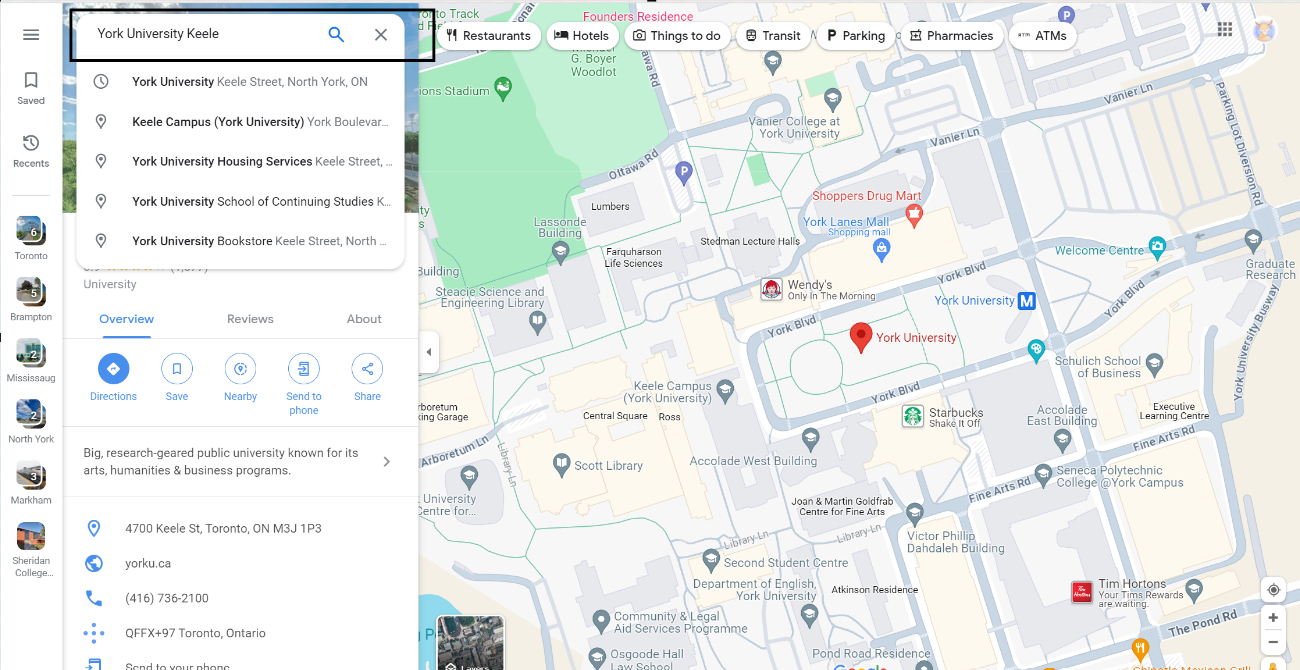 York University Keele
Saved
Recents
6
Toronto
5
Brampton
2
Mississaug
2
North York
3
Markham
Sheridan
College...
York University Keele Street, North York, ON
Keele Campus (York University) York Boulevar...
York University Housing Services Keele Street, ...
York University School of Continuing Studies K...
York University Bookstore Keele Street, North ...
University
Overview
Reviews
About
Directions
Save
Nearby
Send to
phone
Share
Big, research-geared public university known for its
arts, humanities & business programs.
4700 Keele St, Toronto, ON M3J 1P3
yorku.ca
(416) 736-2100
QFFX+97 Toronto, Ontario
Send to your phone
Restaurants
Hotels
Things to do
Transit
P Parking
Pharmacies
ATM ATMs
Founders Residence
G. Boyer
Woodlot
Ottawa Rd
P
Vanier College at
York University
Vanier Ln
Vanier Ln
Parking Lot Diversion Rd
Ottawa Rd
P
Lumbers
Lassonde
Building
Farquharson
Life Sciences
Stedman Lecture Halls
Shoppers Drug Mart
York Lanes Mall
Shopping mall
Welcome Centre
Graduate
Research
Building
Steacie Science and
Engineering Library
Wendy's
Only In The Morning
York Blvd
York University M
York Blvd
York Blvd
York University
York University Busway
Schulich School
of Business
York Blvd
Keele Campus
(York University)
Central Square
Ross
Starbucks
Shake It Off
Accolade
East Building
Executive
Learning Centre
Fine Arts Rd
Arboretum Ln
Library Ln
Scott Library
Accolade West Building
Seneca Polytechnic
College @York Campus
Fine Arts Rd
Joan & Martin Goldfrab
Centre for Fine Arts
University
Centre for...
Library Ln
Victor Phillip
Dahdaleh Building
Second Student Centre
Department of English,
York University
Atkinson Residence
Tim Hortons
Your Tims Rewards
are waiting.
The Pond Rd
Community & Legal
Aid Services Programme
Osgoode Hall
Law School
Pond Road Residence
Layers
Google